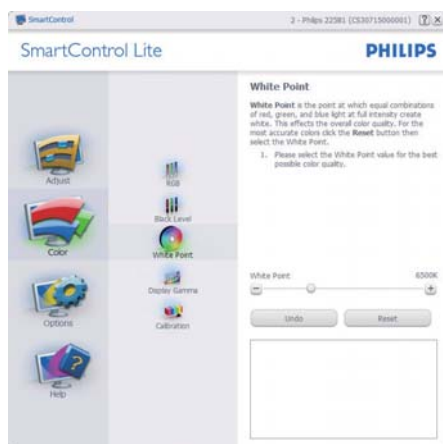 SmartControl
2 - Philips 225B1 (CS30715000001)
SmartControl Lite
PHILIPS
Adjust
Color
Options
Help
RGB
Black Level
White Point
Display Gamma
Calibration
White Point
White Point is the point at which equal combinations
of red, green, and blue light at full intensity create
white. This effects the overall color quality. For the
most accurate colors click the Reset button then
select the White Point.
1. Please select the White Point value for the best
possible color quality.
White Point 6500K
Undo Reset